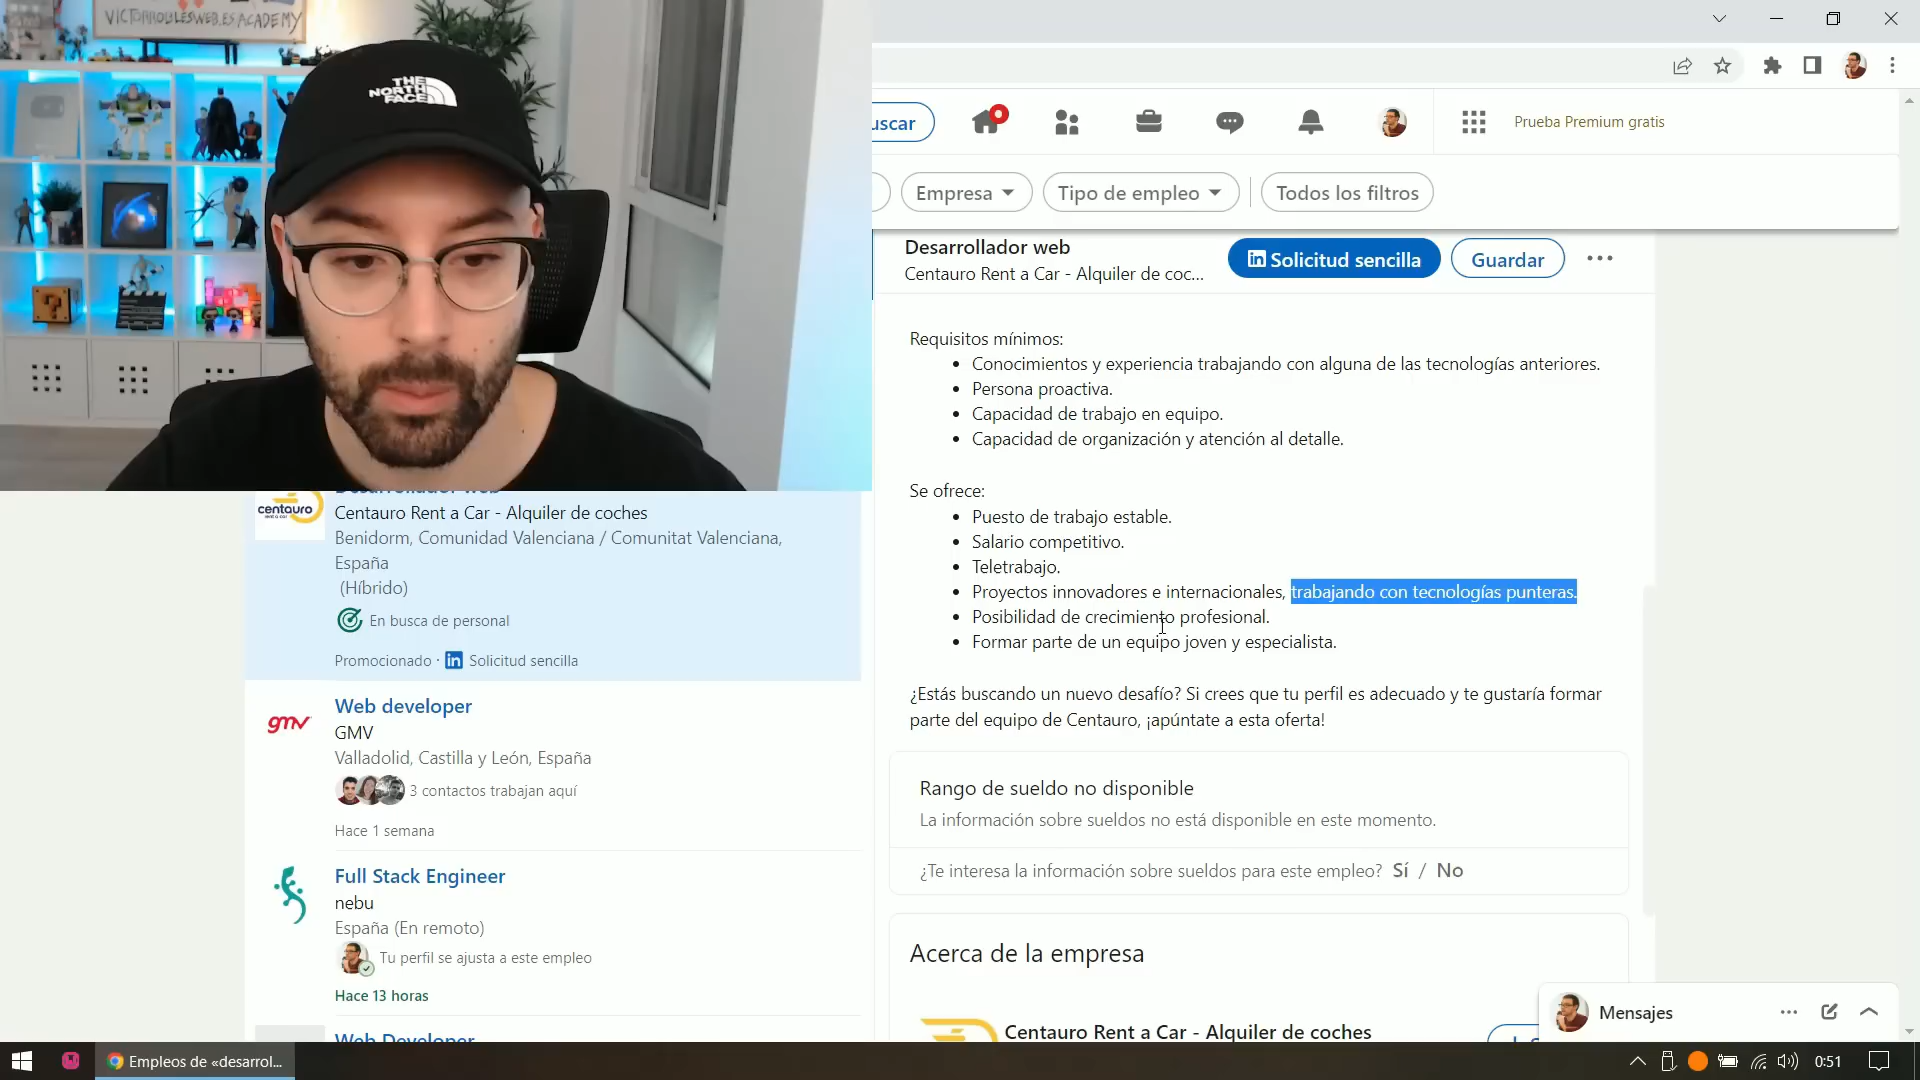 VICTORROBLESWEB.ES ACADEMY
THE
NORTH
FACE
uscar
Prueba Premium gratis
Empresa
Tipo de empleo
Todos los filtros
Desarrollador web
Centauro Rent a Car - Alquiler de coc...
in Solicitud sencilla
Guardar
Requisitos mínimos:
• Conocimientos y experiencia trabajando con alguna de las tecnologías anteriores.
• Persona proactiva.
• Capacidad de trabajo en equipo.
• Capacidad de organización y atención al detalle.
Se ofrece:
• Puesto de trabajo estable.
• Salario competitivo.
• Teletrabajo.
• Proyectos innovadores e internacionales, trabajando con tecnologías punteras.
• Posibilidad de crecimiento profesional.
• Formar parte de un equipo joven y especialista.
¿Estás buscando un nuevo desafío? Si crees que tu perfil es adecuado y te gustaría formar
parte del equipo de Centauro, ¡apúntate a esta oferta!
Rango de sueldo no disponible
La información sobre sueldos no está disponible en este momento.
¿Te interesa la información sobre sueldos para este empleo? Sí / No
Acerca de la empresa
Centauro Rent a Car - Alquiler de coches
Desarrollador web
centauro
rent a car
Centauro Rent a Car - Alquiler de coches
Benidorm, Comunidad Valenciana / Comunitat Valenciana,
España
(Híbrido)
En busca de personal
Promocionado · in Solicitud sencilla
gmv
Web developer
GMV
Valladolid, Castilla y León, España
3 contactos trabajan aquí
Hace 1 semana
Full Stack Engineer
nebu
España (En remoto)
Tu perfil se ajusta a este empleo
Hace 13 horas
Web Developer
Mensajes
Empleos de «desarrol...
0:51